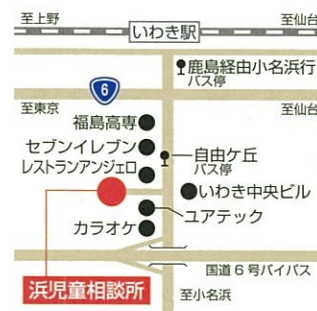 至上野
いわき駅
至仙台
鹿島経由小名浜行
バス停
6
至東京
至仙台
福島高専
セブンイレブン
レストランアンジェロ
自由ケ丘
バス停
いわき中央ビル
ユアテック
カラオケ
国道6号バイパス
浜児童相談所
至小名浜